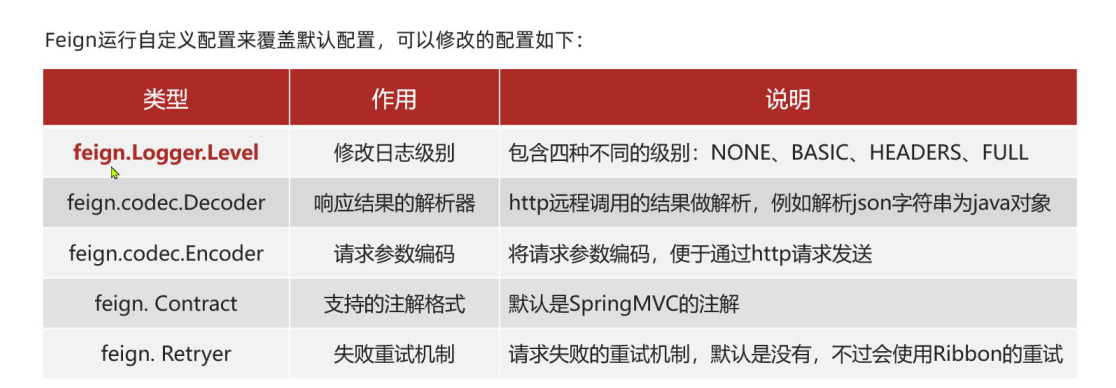 Feign运行自定义配置来覆盖默认配置，可以修改的配置如下：
类型 作用 说明
feign.Logger.Level 修改日志级别 包含四种不同的级别：NONE、BASIC、HEADERS、FULL
feign.codec.Decoder 响应结果的解析器 http远程调用的结果做解析，例如解析json字符串为java对象
feign.codec.Encoder 请求参数编码 将请求参数编码，便于通过http请求发送
feign. Contract 支持的注解格式 默认是SpringMVC的注解
feign. Retryer 失败重试机制 请求失败的重试机制，默认是没有，不过会使用Ribbon的重试